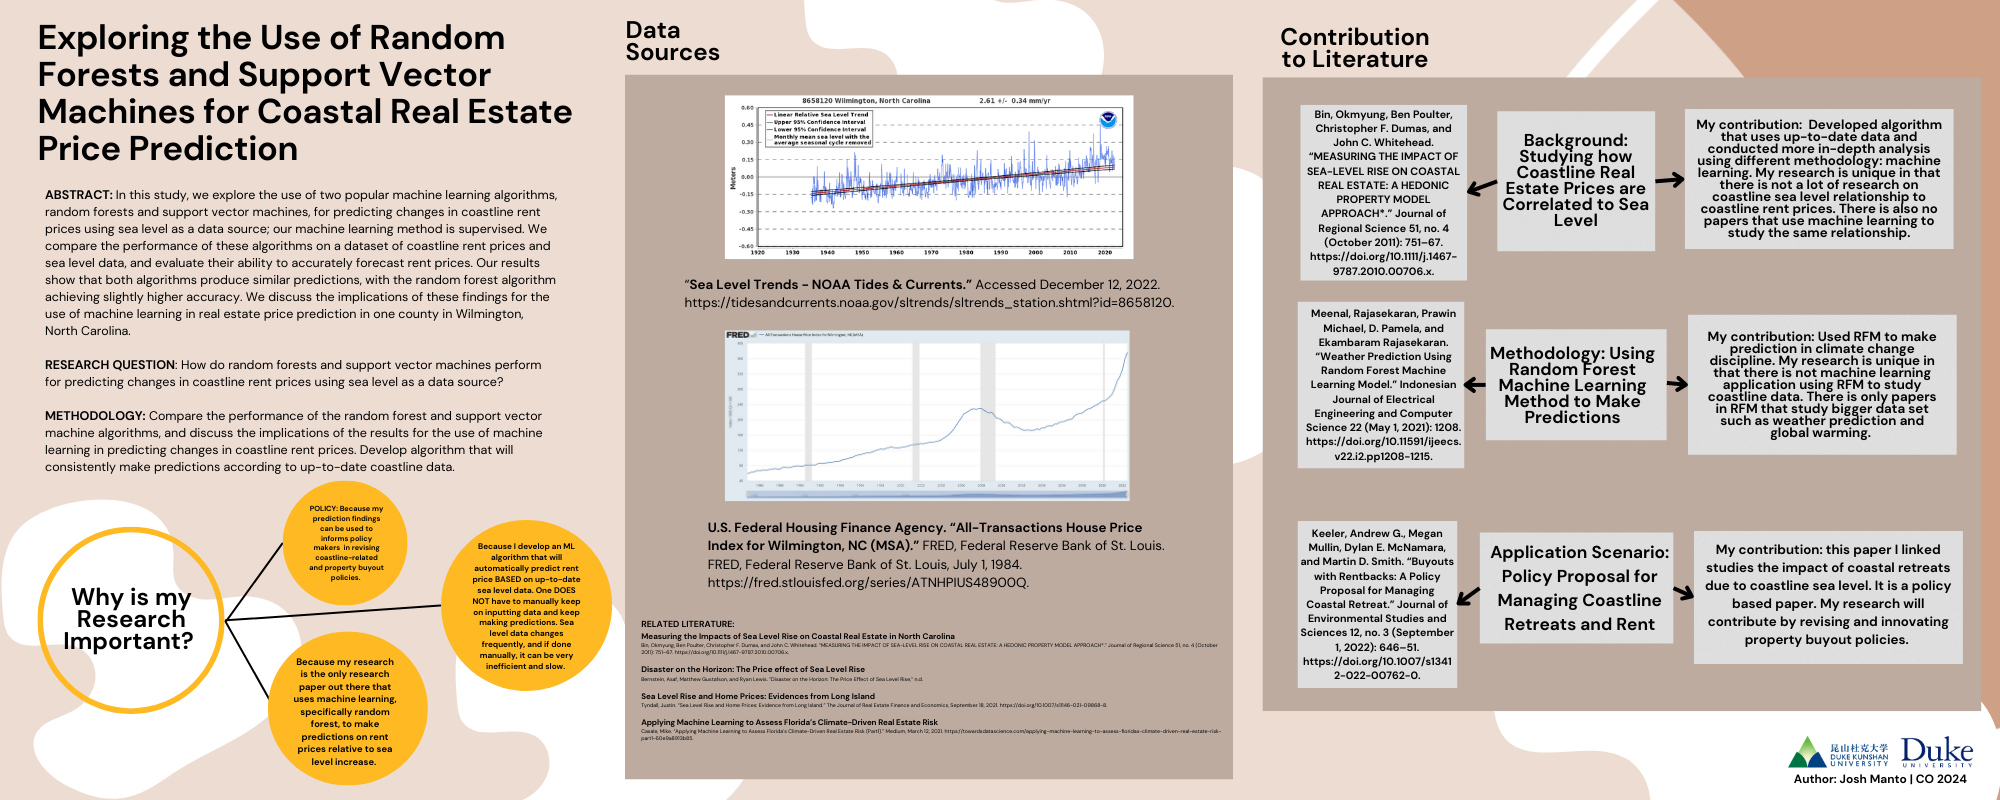 Exploring the Use of Random
Forests and Support Vector
Machines for Coastal Real Estate
Price Prediction
ABSTRACT: In this study, we explore the use of two popular machine learning algorithms,
random forests and support vector machines, for predicting changes in coastline rent
prices using sea level as a data source; our machine learning method is supervised. We
compare the performance of these algorithms on a dataset of coastline rent prices and
sea level data, and evaluate their ability to accurately forecast rent prices. Our results
show that both algorithms produce similar predictions, with the random forest algorithm
achieving slightly higher accuracy. We discuss the implications of these findings for the
use of machine learning in real estate price prediction in one county in Wilmington,
North Carolina.
RESEARCH QUESTION: How do random forests and support vector machines perform
for predicting changes in coastline rent prices using sea level as a data source?
METHODOLOGY: Compare the performance of the random forest and support vector
machine algorithms, and discuss the implications of the results for the use of machine
learning in predicting changes in coastline rent prices. Develop algorithm that will
consistently make predictions according to up-to-date coastline data.
Why is my
Research
Important?
POLICY: Because my
prediction findings
can be used to
informs policy
makers in revising
coastline-related
and property buyout
policies.
Because I develop an ML
algorithm that will
automatically predict rent
price BASED on up-to-date
sea level data. One DOES
NOT have to manually keep
on inputting data and keep
making predictions. Sea
level data changes
frequently, and if done
manually, it can be very
inefficient and slow.
Because my research
is the only research
paper out there that
uses machine learning,
specifically random
forest, to make
predictions on rent
prices relative to sea
level increase.
Data
Sources
8658120 Wilmington, North Carolina 2.61 +/- 0.34 mm/yr
Linear Relative Sea Level Trend
Upper 95% Confidence Interval
Lower 95% Confidence Interval
Monthly mean sea level with the
average seasonal cycle removed
Meters
0.60
0.45
0.30
0.15
0.00
-0.15
-0.30
-0.45
-0.60
1920 1930 1940 1950 1960 1970 1980 1990 2000 2010 2020
"Sea Level Trends - NOAA Tides & Currents." Accessed December 12, 2022.
https://tidesandcurrents.noaa.gov/sltrends/sltrends_station.shtml?id=8658120.
FRED
All-Transactions House Price Index for Wilmington, NC (MSA)
U.S. Federal Housing Finance Agency. “All-Transactions House Price
Index for Wilmington, NC (MSA).” FRED, Federal Reserve Bank of St. Louis.
FRED, Federal Reserve Bank of St. Louis, July 1, 1984.
https://fred.stlouisfed.org/series/ATNHPIUS48900Q.
RELATED LITERATURE:
Measuring the Impacts of Sea Level Rise on Coastal Real Estate in North Carolina
Bin, Okmyung, Ben Poulter, Christopher F. Dumas, and John C. Whitehead. “MEASURING THE IMPACT OF SEA-LEVEL RISE ON COASTAL REAL ESTATE: A HEDONIC PROPERTY MODEL APPROACH*.” Journal of Regional Science 51, no. 4 (October
2011): 751–67. https://doi.org/10.1111/j.1467-9787.2010.00706.x.
Disaster on the Horizon: The Price effect of Sea Level Rise
Bernstein, Asaf, Matthew Gustafson, and Ryan Lewis. “Disaster on the Horizon: The Price Effect of Sea Level Rise,” n.d.
Sea Level Rise and Home Prices: Evidences from Long Island
Tyndall, Justin. “Sea Level Rise and Home Prices: Evidence from Long Island.” The Journal of Real Estate Finance and Economics, September 18, 2021. https://doi.org/10.1007/s11146-021-09868-8.
Applying Machine Learning to Assess Florida's Climate-Driven Real Estate Risk
Casale, Mike. “Applying Machine Learning to Assess Florida's Climate-Driven Real Estate Risk (Part1).” Medium, March 12, 2021. https://towardsdatascience.com/applying-machine-learning-to-assess-floridas-climate-driven-real-estate-risk-
Contribution
to Literature
Bin, Okmyung, Ben Poulter,
Christopher F. Dumas, and
John C. Whitehead.
“MEASURING THE IMPACT OF
SEA-LEVEL RISE ON COASTAL
REAL ESTATE: A HEDONIC
PROPERTY MODEL
APPROACH*.” Journal of
Regional Science 51, no. 4
(October 2011): 751–67.
https://doi.org/10.1111/j.1467-
9787.2010.00706.x.
Background:
Studying how
Coastline Real
Estate Prices are
Correlated to Sea
Level
My contribution: Developed algorithm
that uses up-to-date data and
conducted more in-depth analysis
using different methodology: machine
learning. My research is unique in that
there is not a lot of research on
coastline sea level relationship to
coastline rent prices. There is also no
papers that use machine learning to
study the same relationship.
Meenal, Rajasekaran, Prawin
Michael, D. Pamela, and
Ekambaram Rajasekaran.
“Weather Prediction Using
Random Forest Machine
Learning Model.” Indonesian
Journal of Electrical
Engineering and Computer
Science 22 (May 1, 2021): 1208.
https://doi.org/10.11591/ijeecs.
v22.i2.pp1208-1215.
Methodology: Using
Random Forest
Machine Learning
Method to Make
Predictions
My contribution: Used RFM to make
prediction in climate change
discipline. My research is unique in
that there is not machine learning
application using RFM to study
coastline data. There is only papers
in RFM that study bigger data set
such as weather prediction and
global warming.
Keeler, Andrew G., Megan
Mullin, Dylan E. McNamara,
and Martin D. Smith. “Buyouts
with Rentbacks: A Policy
Proposal for Managing
Coastal Retreat.” Journal of
Environmental Studies and
Sciences 12, no. 3 (September
1, 2022): 646–51.
https://doi.org/10.1007/s1341
2-022-00762-0.
Application Scenario:
Policy Proposal for
Managing Coastline
Retreats and Rent
My contribution: this paper I linked
studies the impact of coastal retreats
due to coastline sea level. It is a policy
based paper. My research will
contribute by revising and innovating
property buyout policies.
昆山杜克大学
DUKE KUNSHAN
UNIVERSITY
Duke
UNIVERSITY
Author: Josh Manto | CO 2024